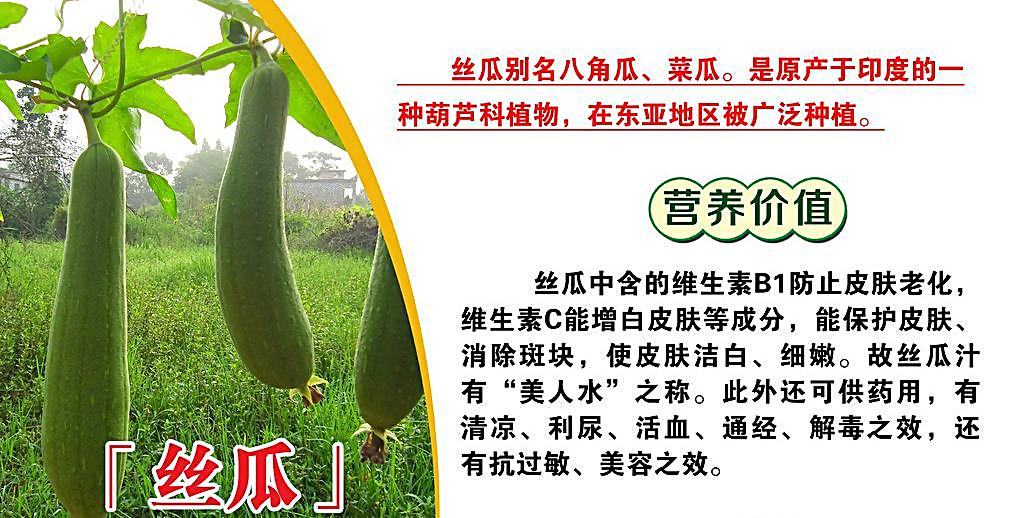 丝瓜别名八角瓜、菜瓜。是原产于印度的一
种葫芦科植物，在东亚地区被广泛种植。
营养价值
丝瓜中含的维生素B1防止皮肤老化，
维生素C能增白皮肤等成分，能保护皮肤、
消除斑块，使皮肤洁白、细嫩。故丝瓜汁
有“美人水”之称。此外还可供药用，有
清凉、利尿、活血、通经、解毒之效，还
有抗过敏、美容之效。
「丝瓜」